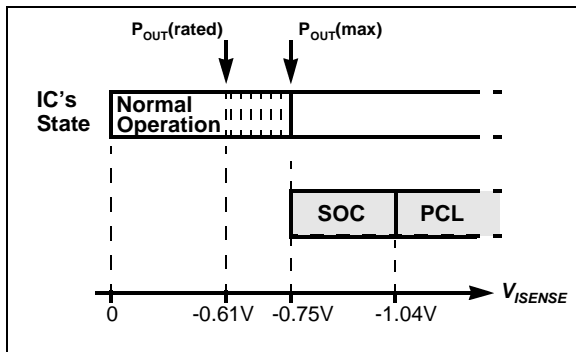 P_OUT(rated) P_OUT(max)
IC's
State
Normal
Operation
SOC PCL
V_ISENSE
0 -0.61V -0.75V -1.04V